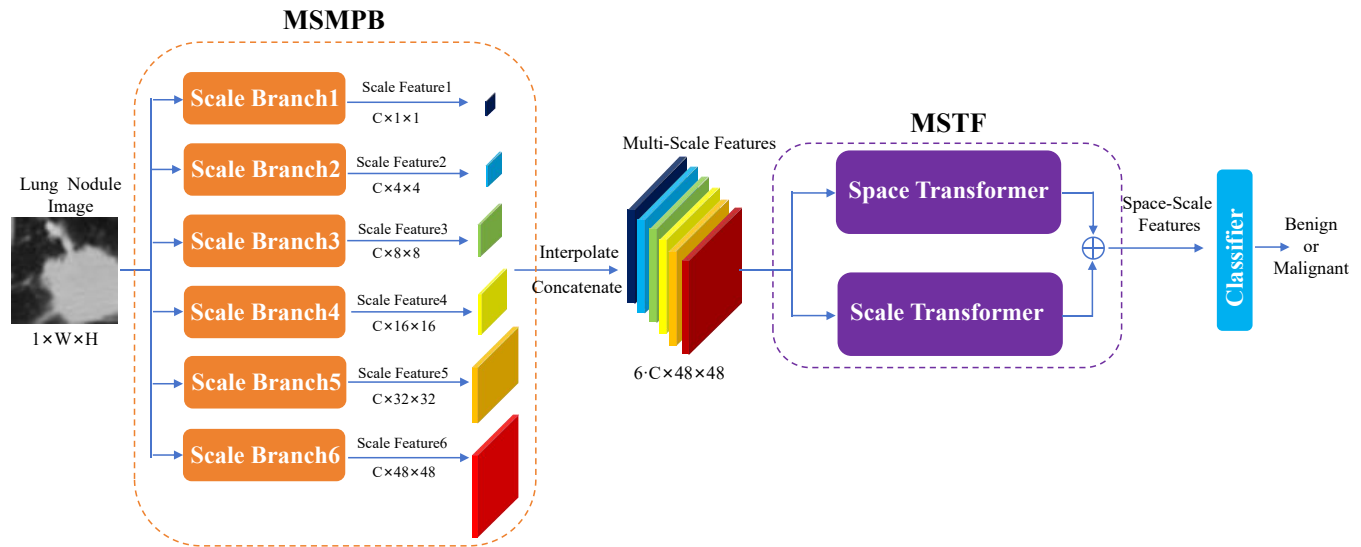 MSMPB
Lung Nodule
Image
1×W×H
Scale Branch1
Scale Feature1
C×1×1
Scale Branch2
Scale Feature2
C×4×4
Scale Branch3
Scale Feature3
C×8×8
Scale Branch4
Scale Feature4
C×16×16
Scale Branch5
Scale Feature5
C×32×32
Scale Branch6
Scale Feature6
C×48×48
Interpolate
Concatenate
Multi-Scale Features
6·C×48×48
MSTF
Space Transformer
Scale Transformer
Space-Scale
Features
Classifier
Benign
or
Malignant